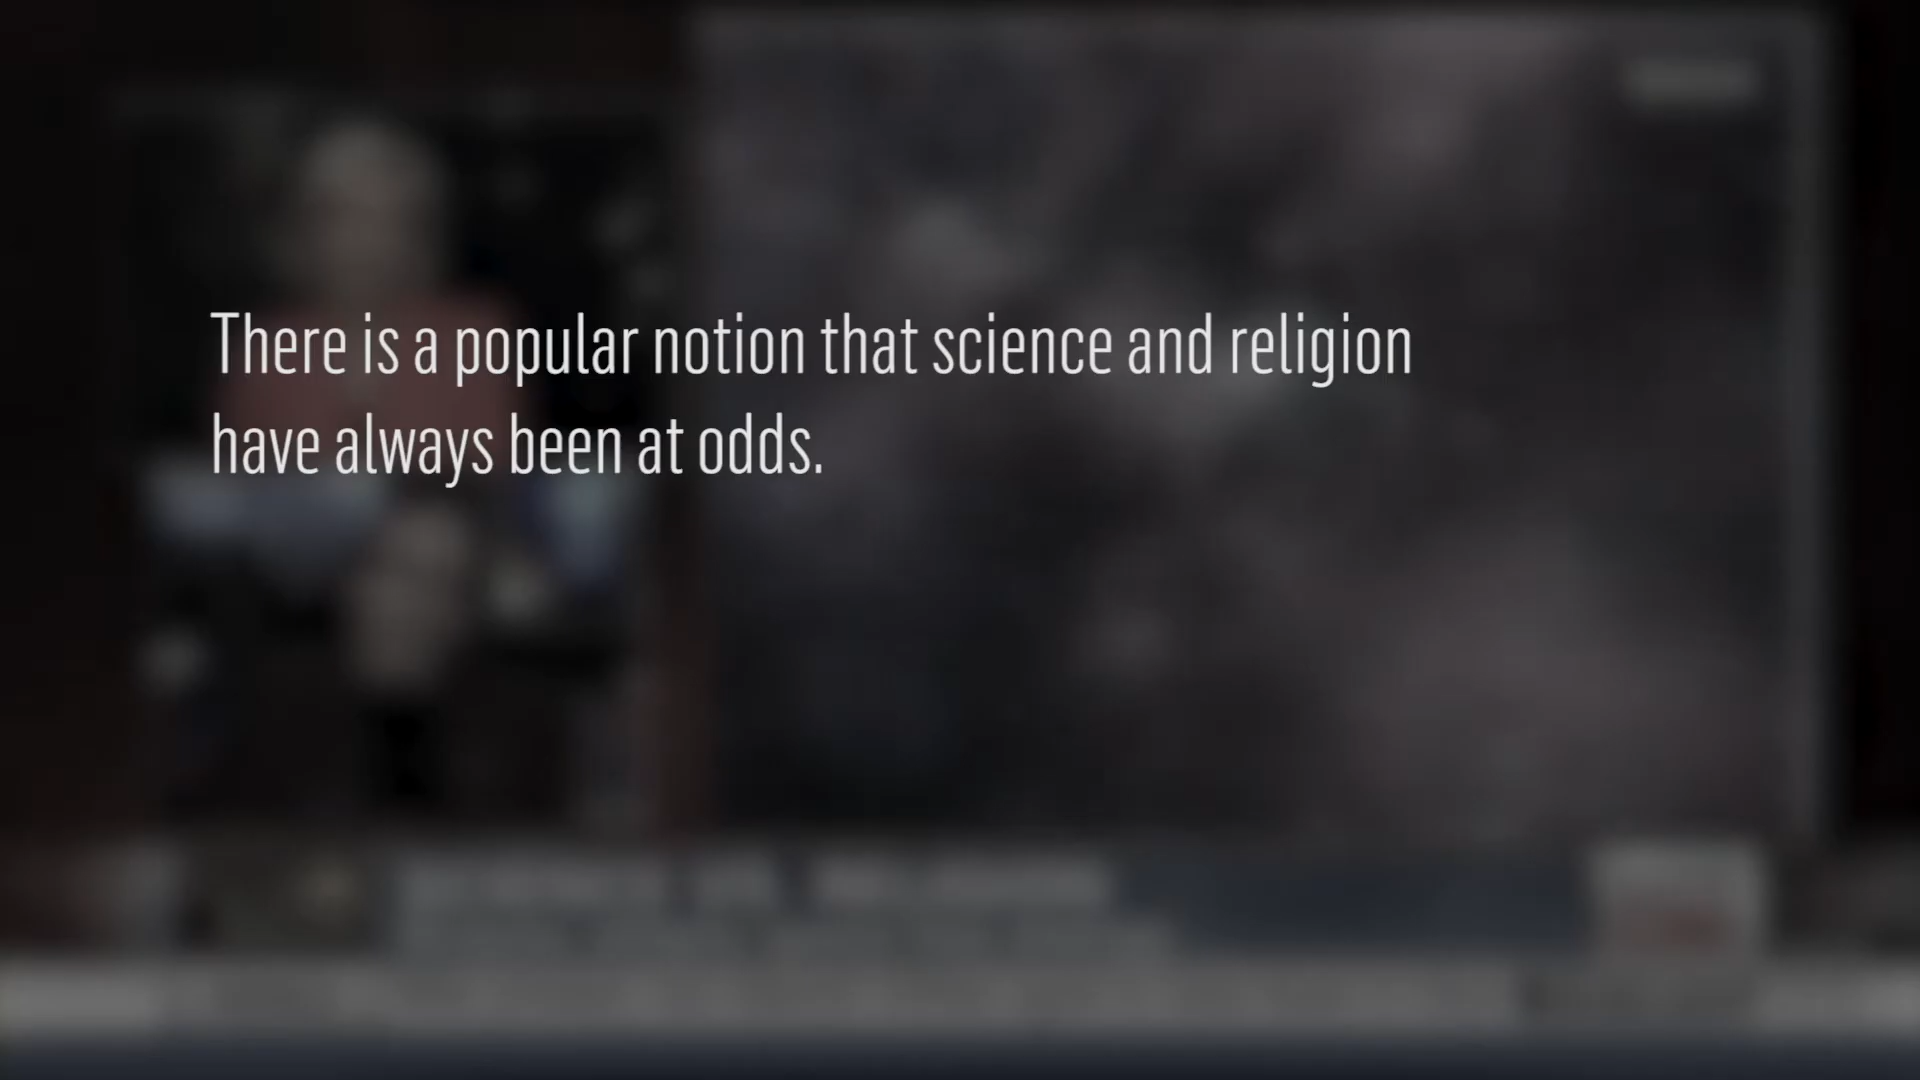 There is a popular notion that science and religion
have always been at odds.